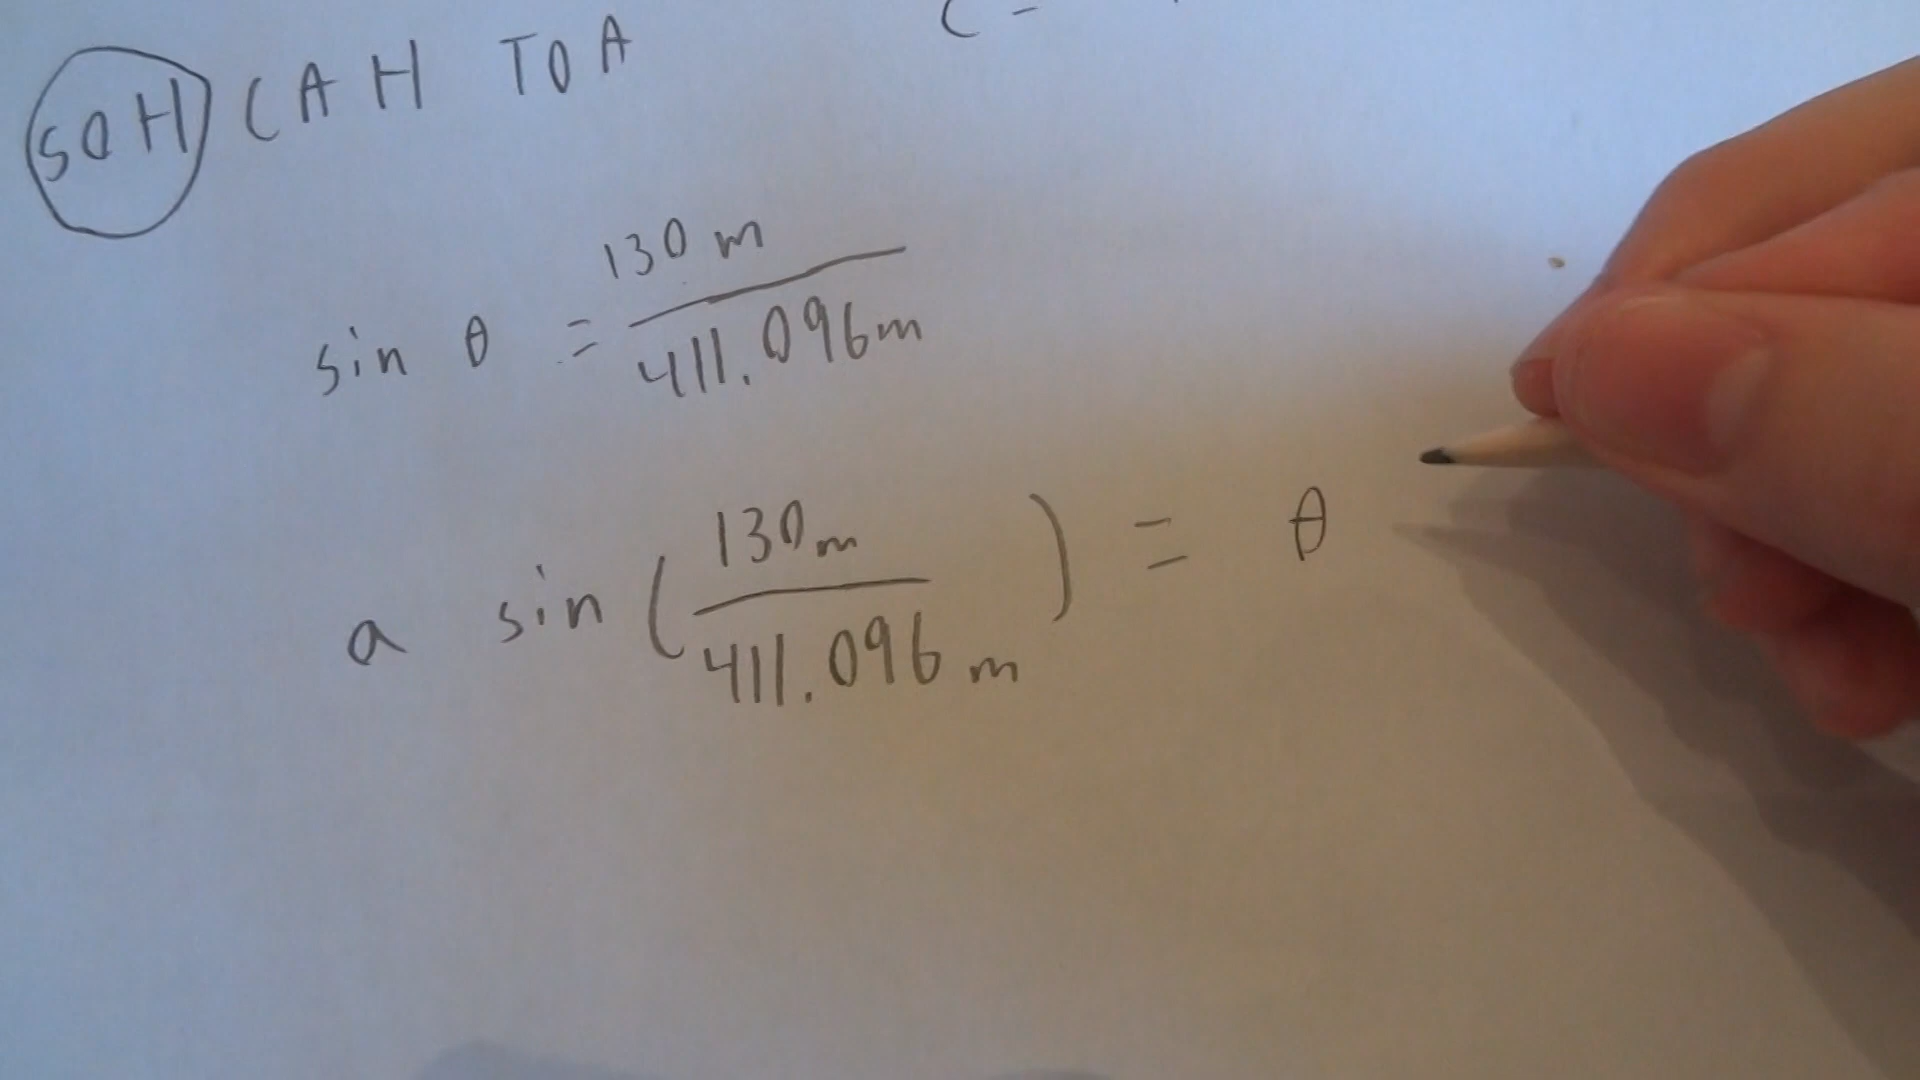 SOH CAH TOA
sin θ = 130 m / 411.096m
a sin ( 130m / 411.096 m ) = θ